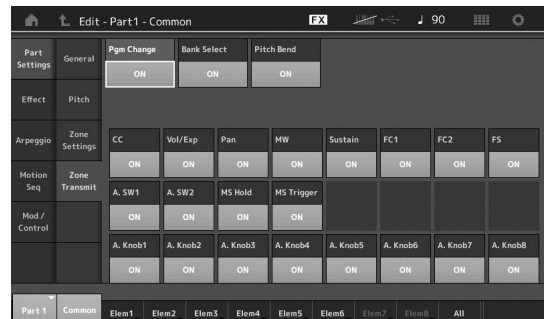 Edit - Part1 - Common FX 90
Part Settings
General
Pgm Change Bank Select Pitch Bend
ON ON ON
Effect
Pitch
Arpeggio
Zone Settings
CC Vol/Exp Pan MW Sustain FC1 FC2 FS
ON ON ON ON ON ON ON ON
Motion Seq
Zone Transmit
A. SW1 A. SW2 MS Hold MS Trigger
ON ON ON ON
Mod / Control
A. Knob1 A. Knob2 A. Knob3 A. Knob4 A. Knob5 A. Knob6 A. Knob7 A. Knob8
ON ON ON ON ON ON ON ON
Part 1 Common Elem1 Elem2 Elem3 Elem4 Elem5 Elem6 Elem7 Elem8 All